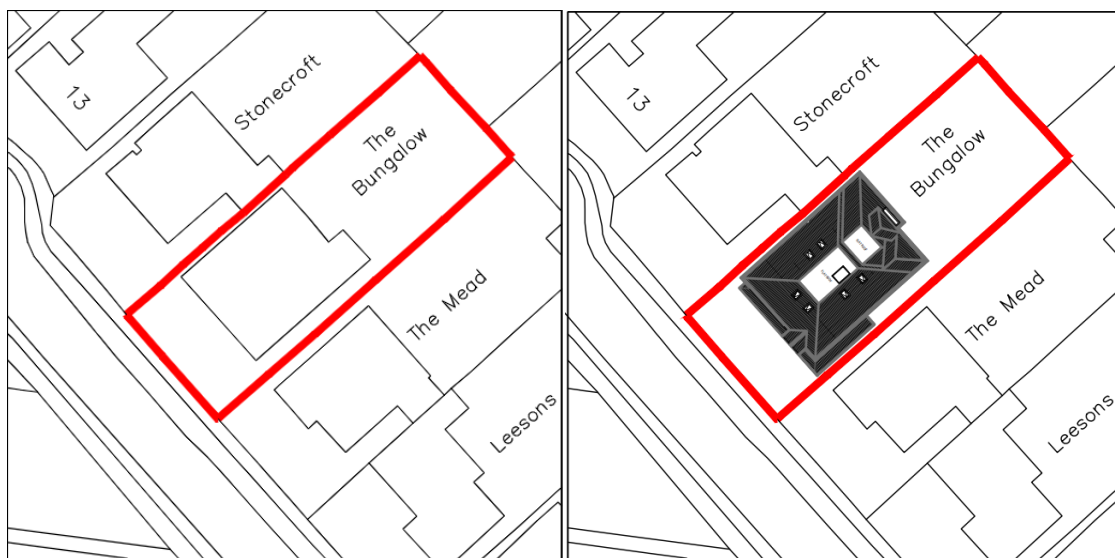 13
Stonecroft
The
Bungalow
The Mead
Leesons
13
Stonecroft
The
Bungalow
The Mead
Leesons